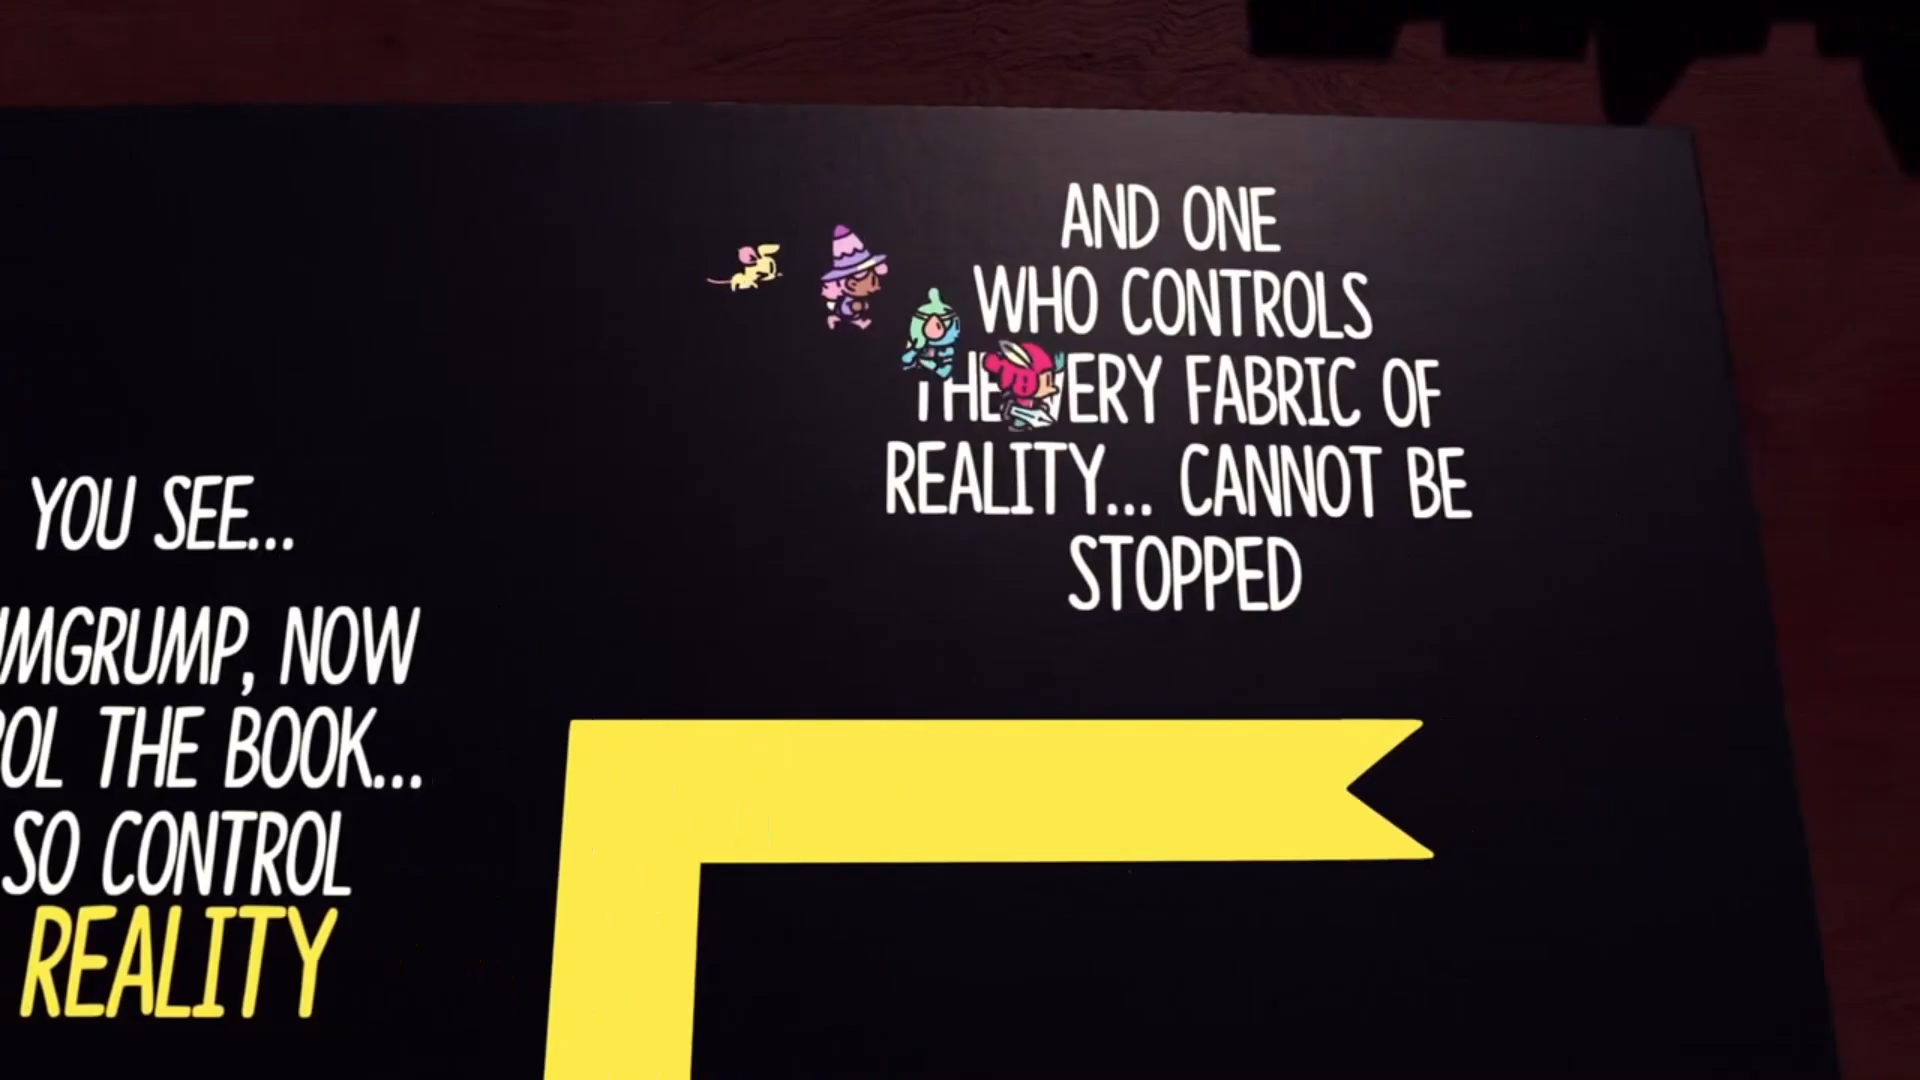 YOU SEE...
UMGRUMP, NOW
OL THE BOOK...
SO CONTROL
REALITY
AND ONE
WHO CONTROLS
THE VERY FABRIC OF
REALITY... CANNOT BE
STOPPED